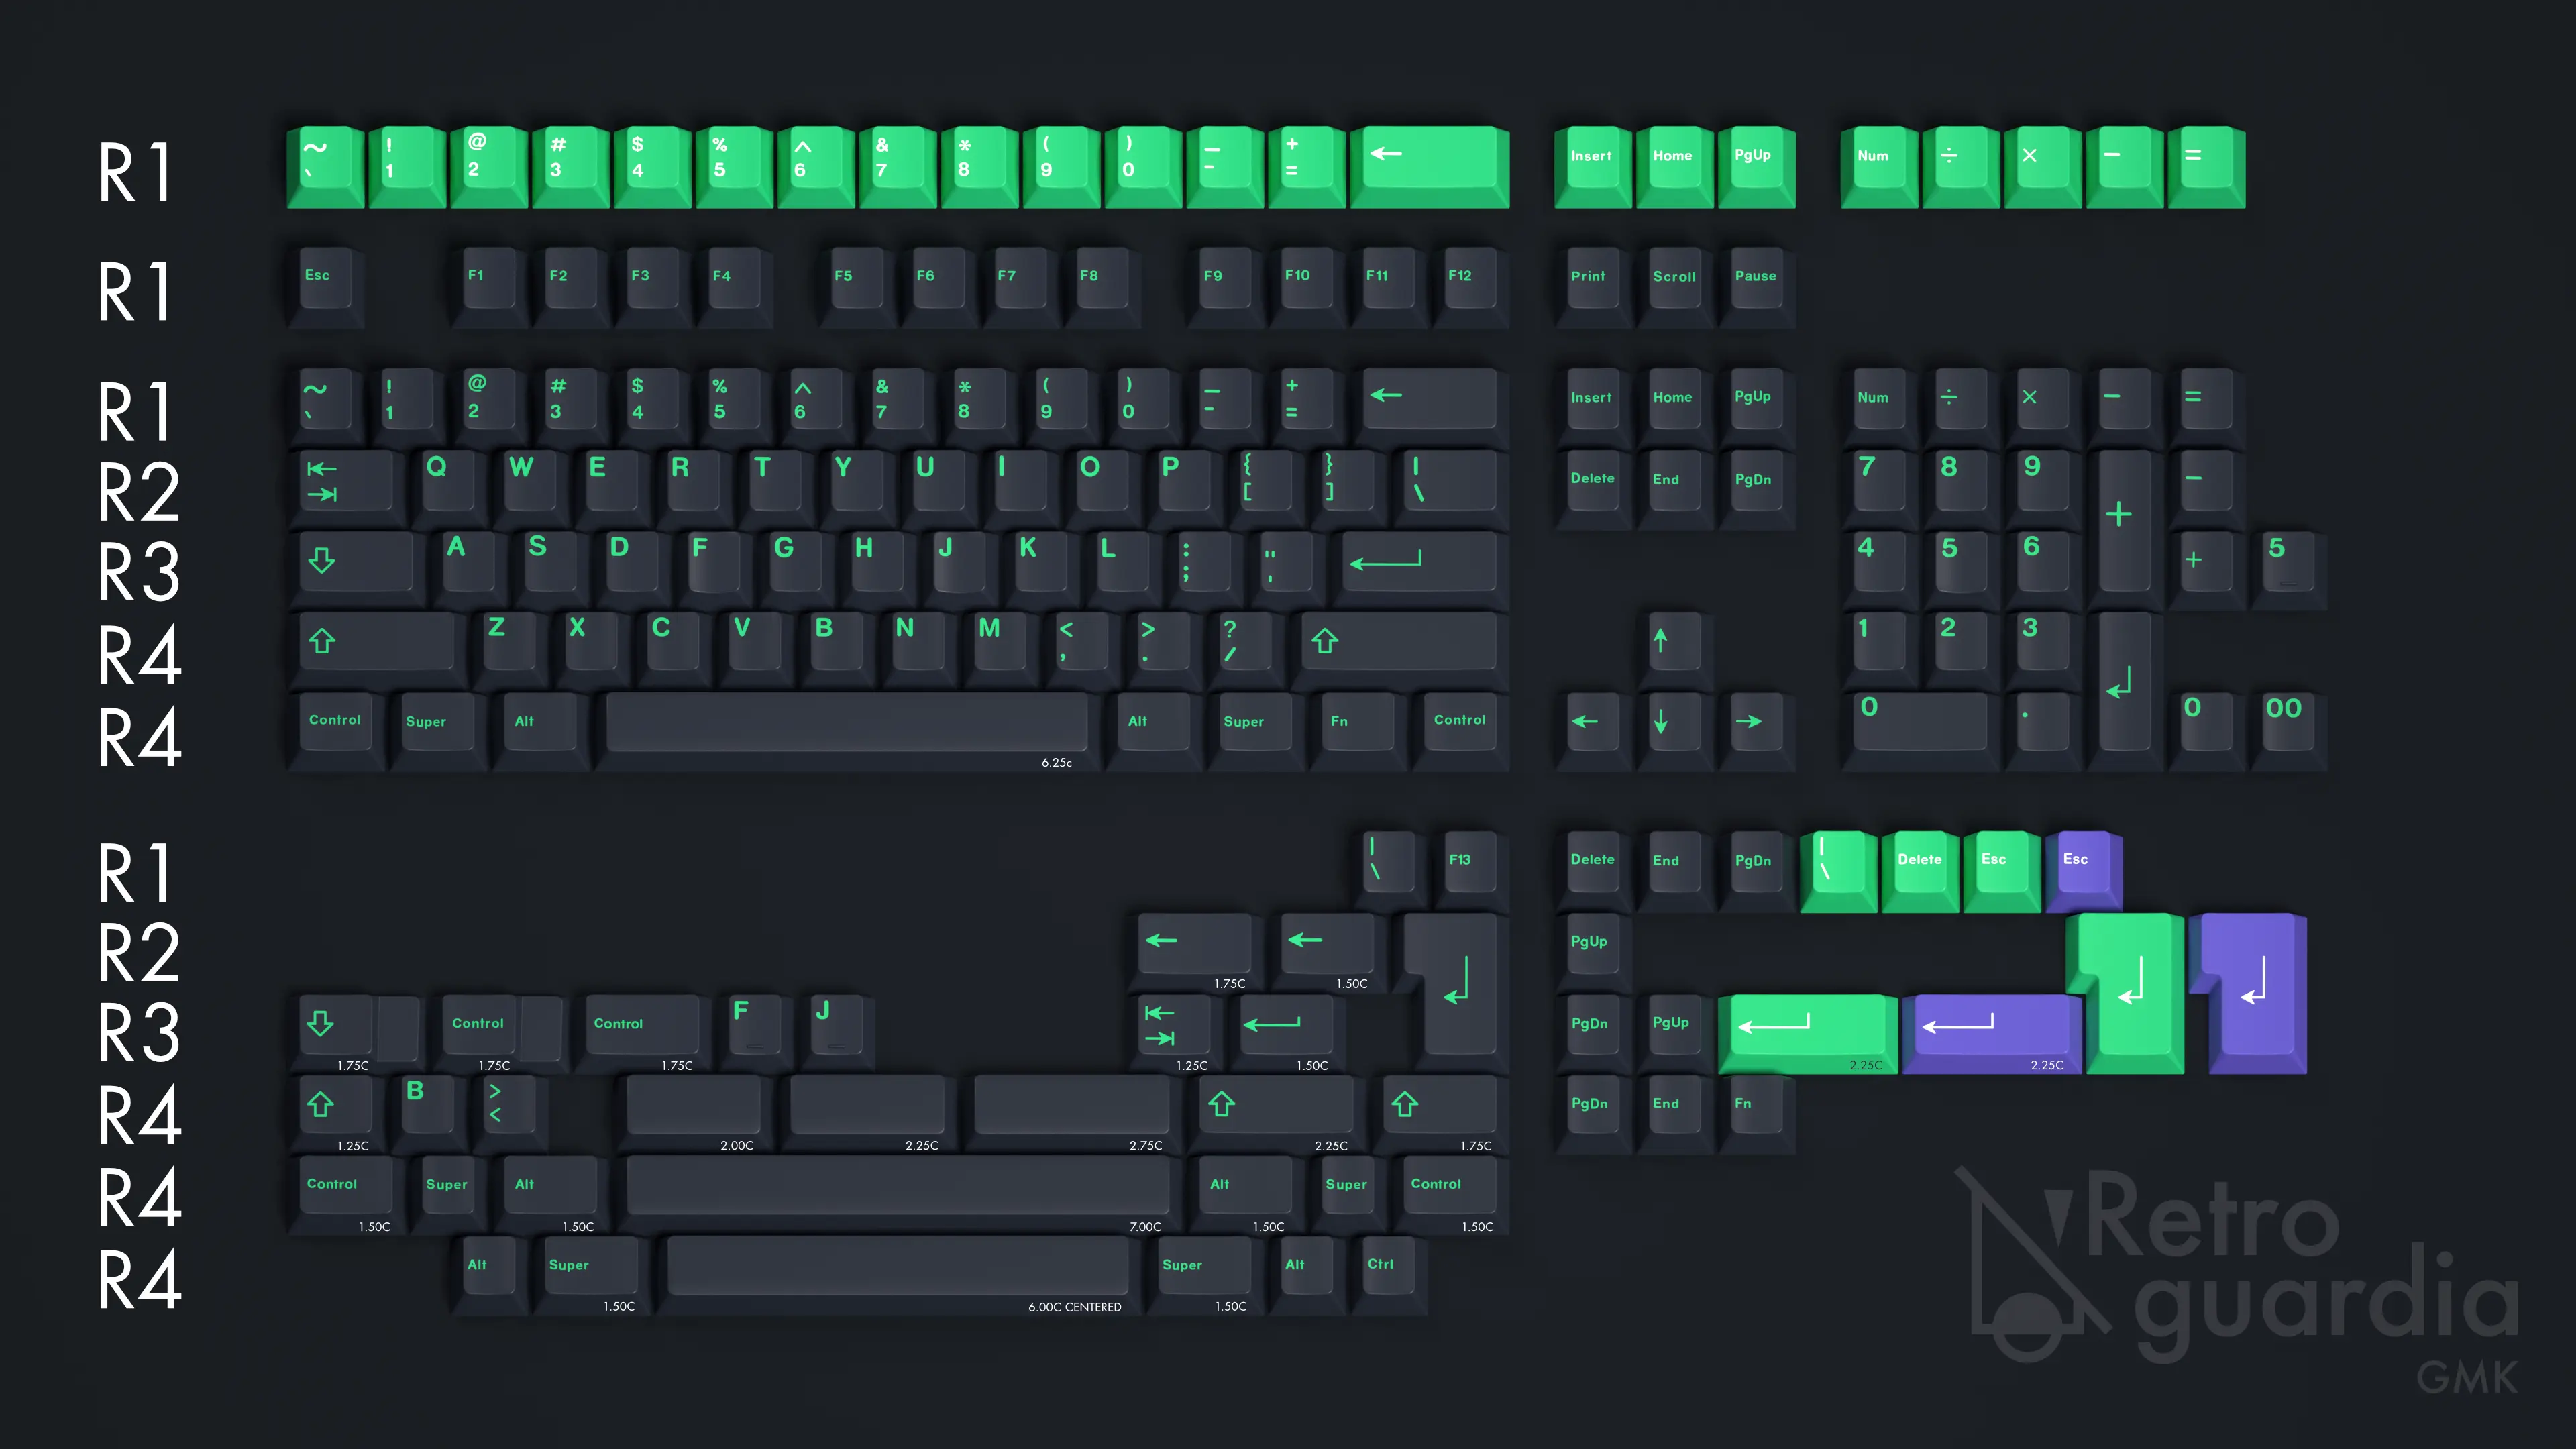 R1 ~ ` ! 1 @ 2 # 3 $ 4 % 5 ^ 6 & 7 * 8 ( 9 ) 0 _ - + = ← Insert Home PgUp Num ÷ × − =
R1 Esc F1 F2 F3 F4 F5 F6 F7 F8 F9 F10 F11 F12 Print Scroll Pause
R1 ~ ` ! 1 @ 2 # 3 $ 4 % 5 ^ 6 & 7 * 8 ( 9 ) 0 _ - + = ← Insert Home PgUp Num ÷ × − =
R2 ⇤ ⇥ Q W E R T Y U I O P { [ } ] | \ Delete End PgDn 7 8 9 + −
R3 ⇩ A S D F G H J K L : ; " ' ↵ 4 5 6 + 5
R4 ⇧ Z X C V B N M < , > . ? / ⇧ ↑ 1 2 3 ↵
R4 Control Super Alt 6.25c Alt Super Fn Control ← ↓ → 0 . 0 00
R1 | \ F13 Delete End PgDn | \ Delete Esc Esc
R2 ← 1.75C ← 1.50C ↵ PgUp ↵ ↵
R3 ⇩ 1.75C Control 1.75C Control 1.75C F J ⇤ ⇥ 1.25C ↵ 1.50C PgDn PgUp ↵ 2.25C ↵ 2.25C
R4 ⇧ 1.25C B > < 2.00C 2.25C 2.75C ⇧ 2.25C ⇧ 1.75C PgDn End Fn
R4 Control 1.50C Super Alt 1.50C 7.00C Alt 1.50C Super Control 1.50C
R4 Alt Super 1.50C 6.00C CENTERED Super 1.50C Alt Ctrl
Retro
guardia
GMK